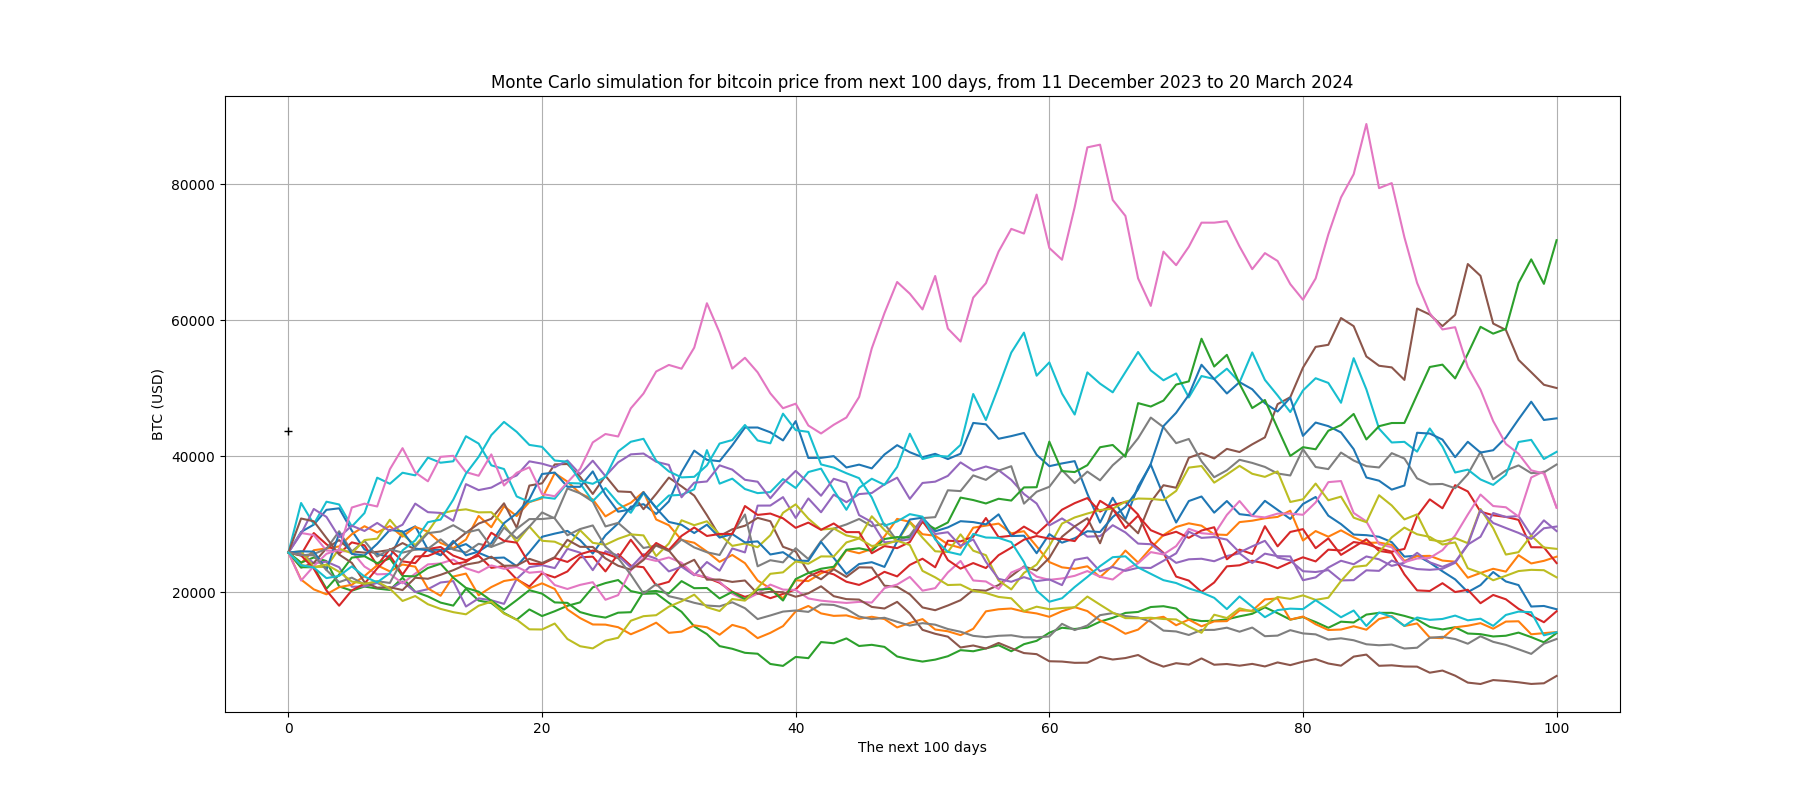 Monte Carlo simulation for bitcoin price from next 100 days, from 11 December 2023 to 20 March 2024
80000
60000
40000
20000
BTC (USD)
0 20 40 60 80 100
The next 100 days